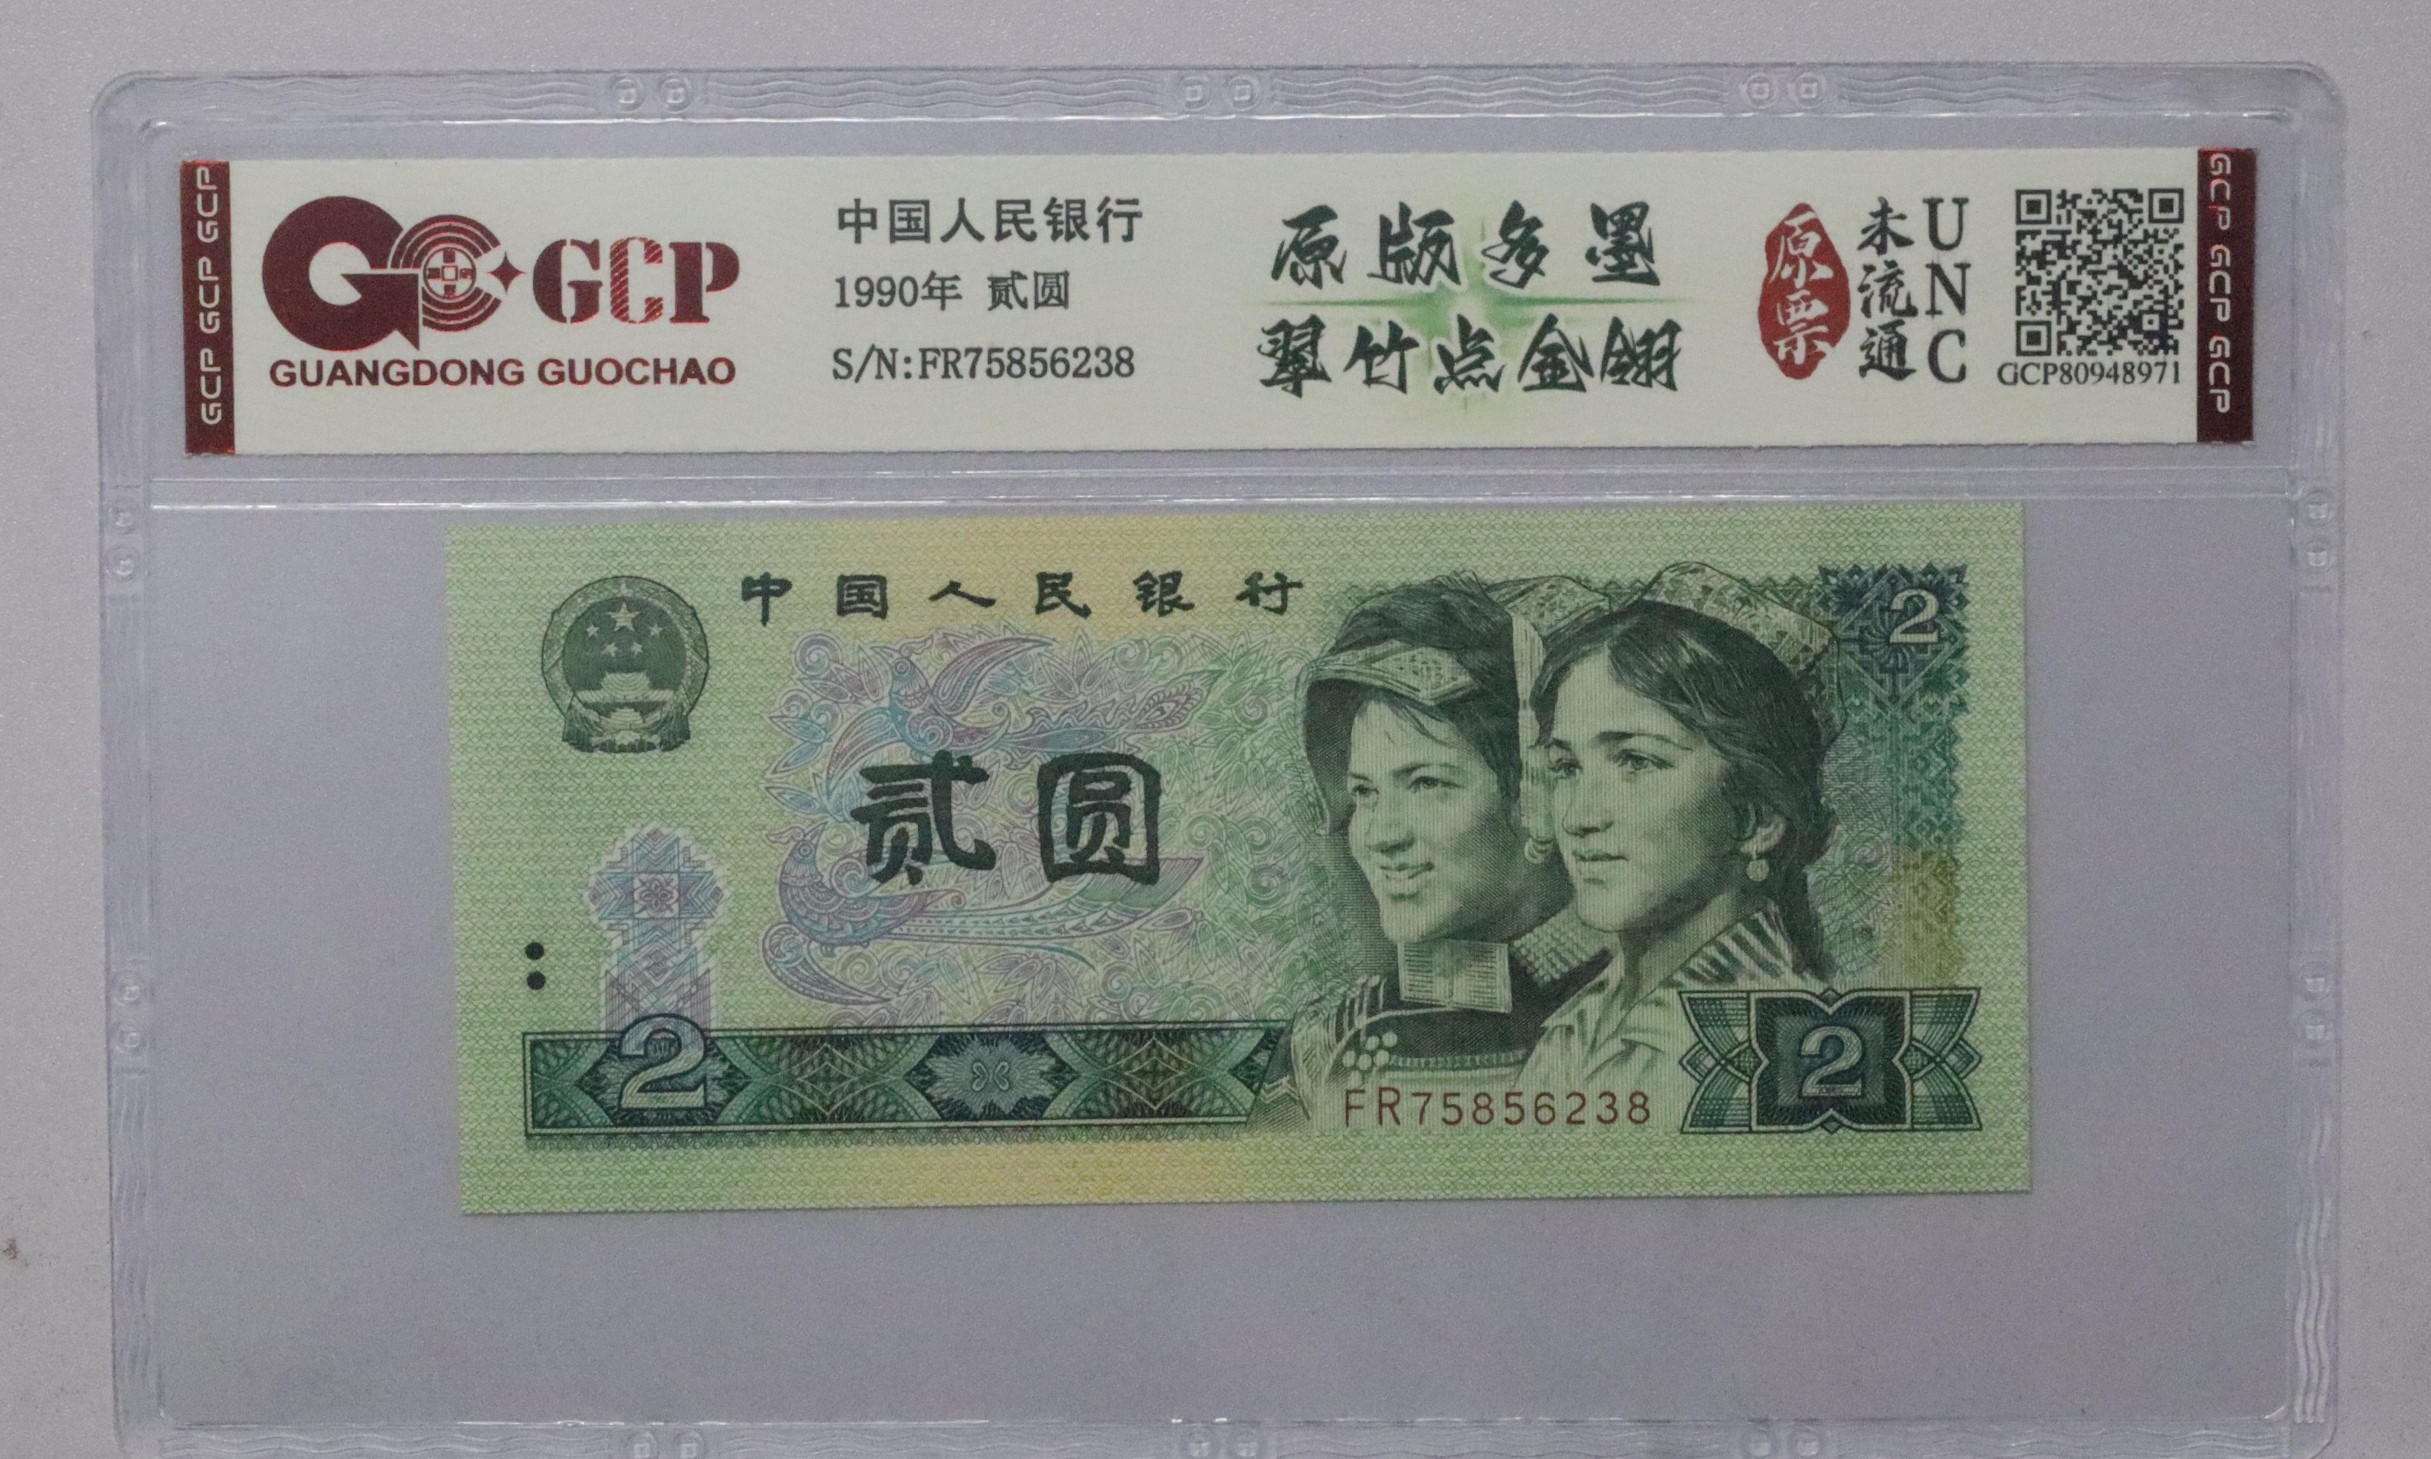 GCP GCP GCP
GCP
GUANGDONG GUOCHAO
中国人民银行
1990年 贰圆
S/N:FR75856238
原版多墨
翠竹点金翎
原票
未流通
UNC
GCP80948971
GCP GCP GCP
中国人民银行
2
贰圆
2
FR75856238
2